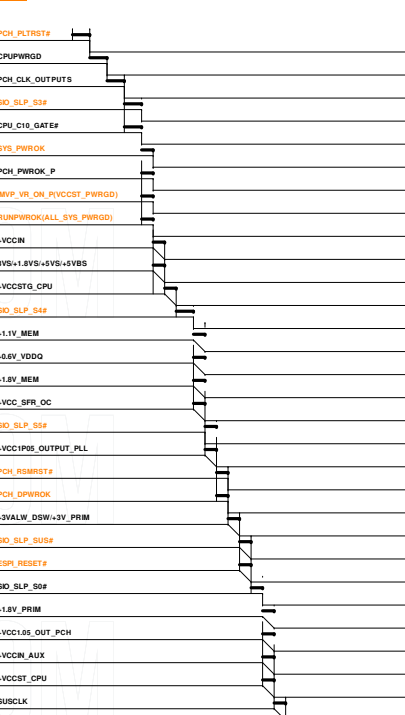 PCH_PLTRST#
CPUPWRGD
PCH_CLK_OUTPUTS
SIO_SLP_S3#
CPU_C10_GATE#
SYS_PWROK
PCH_PWROK_P
IMVP_VR_ON_P(VCCST_PWRGD)
RUNPWROK(ALL_SYS_PWRGD)
+VCCIN
3VS/+1.8VS/+5VS/+5VBS
+VCCSTG_CPU
SIO_SLP_S4#
+1.1V_MEM
+0.6V_VDDQ
+1.8V_MEM
+VCC_SFR_OC
SIO_SLP_S5#
+VCC1P05_OUTPUT_PLL
PCH_RSMRST#
PCH_DPWROK
+3VALW_DSW/+3V_PRIM
SIO_SLP_SUS#
ESPI_RESET#
SIO_SLP_S0#
+1.8V_PRIM
+VCC1.05_OUT_PCH
+VCCIN_AUX
+VCCST_CPU
SUSCLK